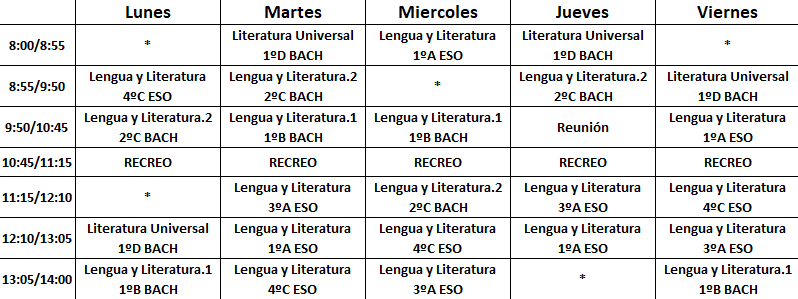 Lunes Martes Miercoles Jueves Viernes
8:00/8:55 * Literatura Universal Lengua y Literatura Literatura Universal *
1ºD BACH 1ºA ESO 1ºD BACH
8:55/9:50 Lengua y Literatura Lengua y Literatura.2 * Lengua y Literatura.2 Literatura Universal
4ºC ESO 2ºC BACH 2ºC BACH 1ºD BACH
9:50/10:45 Lengua y Literatura.2 Lengua y Literatura.1 Lengua y Literatura.1 Reunión Lengua y Literatura
2ºC BACH 1ºB BACH 1ºB BACH 1ºA ESO
10:45/11:15 RECREO RECREO RECREO RECREO RECREO
11:15/12:10 * Lengua y Literatura Lengua y Literatura.2 Lengua y Literatura Lengua y Literatura
3ºA ESO 2ºC BACH 3ºA ESO 4ºC ESO
12:10/13:05 Literatura Universal Lengua y Literatura Lengua y Literatura Lengua y Literatura Lengua y Literatura
1ºD BACH 1ºA ESO 4ºC ESO 1ºA ESO 3ºA ESO
13:05/14:00 Lengua y Literatura.1 Lengua y Literatura Lengua y Literatura * Lengua y Literatura.1
1ºB BACH 4ºC ESO 3ºA ESO 1ºB BACH